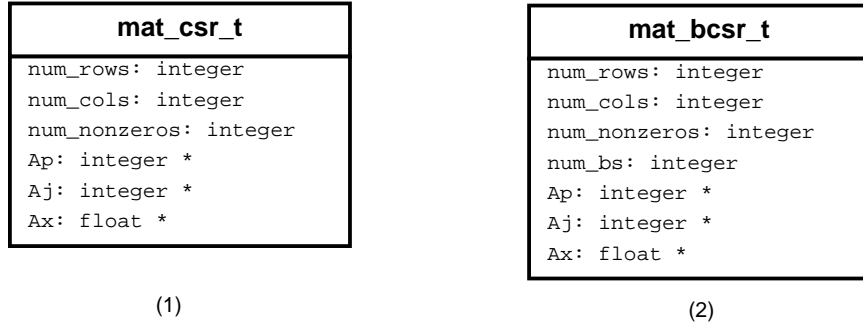 mat_csr_t
num_rows: integer
num_cols: integer
num_nonzeros: integer
Ap: integer *
Aj: integer *
Ax: float *
(1)
mat_bcsr_t
num_rows: integer
num_cols: integer
num_nonzeros: integer
num_bs: integer
Ap: integer *
Aj: integer *
Ax: float *
(2)